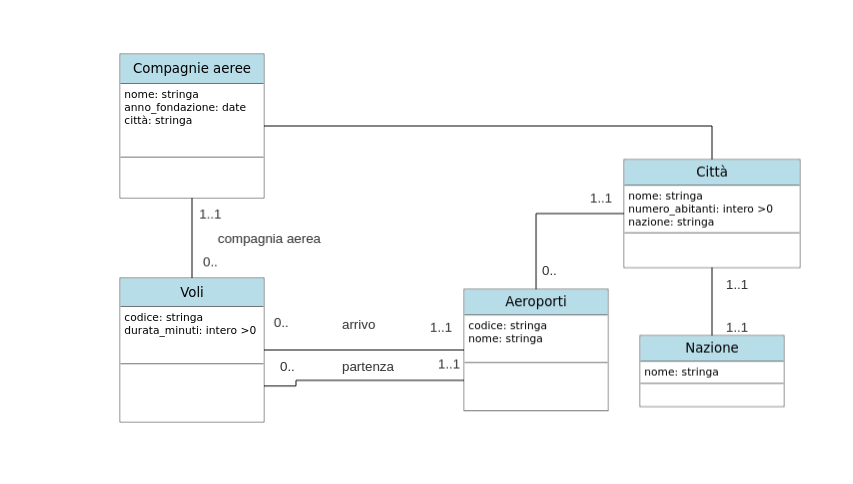 Compagnie aeree
nome: stringa
anno_fondazione: date
città: stringa
Città
nome: stringa
numero_abitanti: intero >0
nazione: stringa
1..1
1..1
compagnia aerea
0..
0..
Voli
codice: stringa
durata_minuti: intero >0
Aeroporti
codice: stringa
nome: stringa
0..
arrivo
1..1
0..
partenza
1..1
1..1
1..1
Nazione
nome: stringa